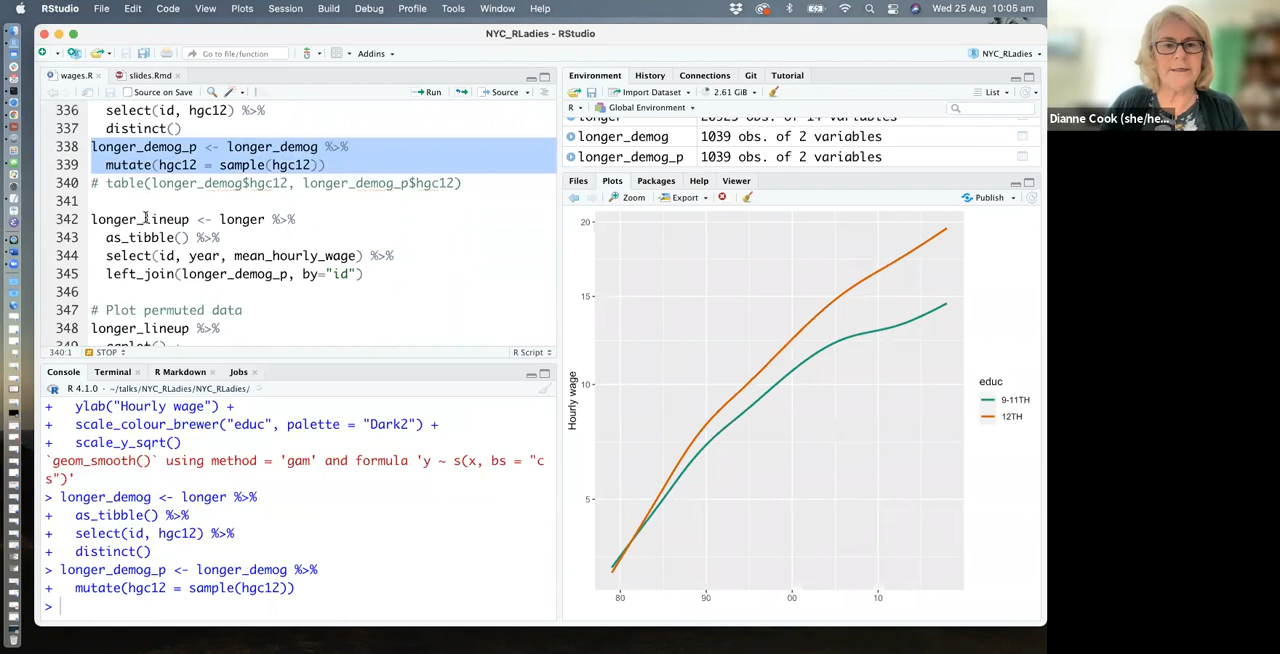 RStudio File Edit Code View Plots Session Build Debug Profile Tools Window Help Wed 25 Aug 10:05 am
NYC_RLadies - RStudio
Go to file/function Addins NYC_RLadies
wages.R slides.Rmd
Source on Save Run Source
336 select(id, hgc12) %>%
337 distinct()
338 longer_demog_p <- longer_demog %>%
339 mutate(hgc12 = sample(hgc12))
340 # table(longer_demog$hgc12, longer_demog_p$hgc12)
341
342 longer_lineup <- longer %>%
343 as_tibble() %>%
344 select(id, year, mean_hourly_wage) %>%
345 left_join(longer_demog_p, by="id")
346
347 # Plot permuted data
348 longer_lineup %>%
340:1 STOP R Script
Console Terminal R Markdown Jobs
R 4.1.0 · ~/talks/NYC_RLadies/NYC_RLadies/
+ ylab("Hourly wage") +
+ scale_colour_brewer("educ", palette = "Dark2") +
+ scale_y_sqrt()
`geom_smooth()` using method = 'gam' and formula 'y ~ s(x, bs = "c
s")'
> longer_demog <- longer %>%
+ as_tibble() %>%
+ select(id, hgc12) %>%
+ distinct()
> longer_demog_p <- longer_demog %>%
+ mutate(hgc12 = sample(hgc12))
>
Environment History Connections Git Tutorial
Import Dataset 2.61 GiB List
R Global Environment
longer_demog 1039 obs. of 2 variables
longer_demog_p 1039 obs. of 2 variables
Files Plots Packages Help Viewer
Zoom Export Publish
20
15
10
5
Hourly wage
80 90 00 10
educ
9-11TH
12TH
Dianne Cook (she/he...